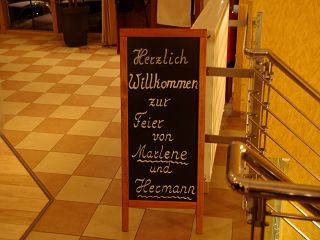 Herzlich
Willkommen
zur
Feier
von
Marlene
und
Hermann